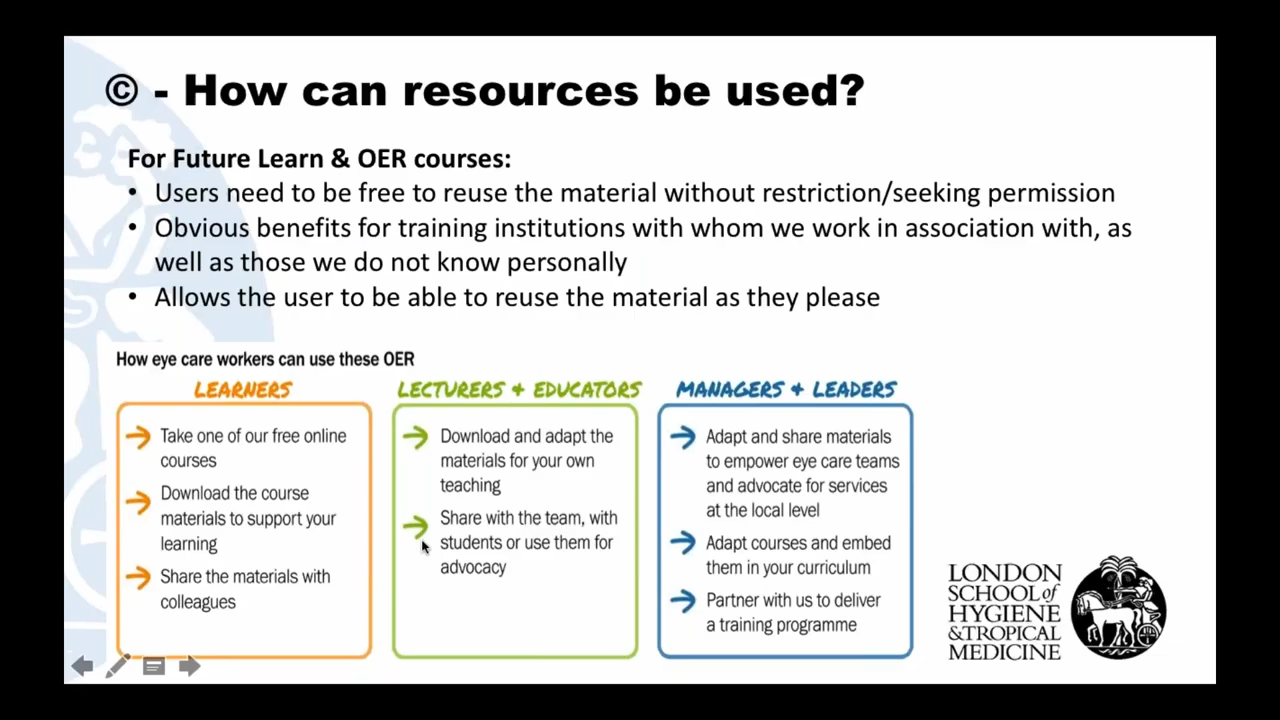 © - How can resources be used?
For Future Learn & OER courses:
• Users need to be free to reuse the material without restriction/seeking permission
• Obvious benefits for training institutions with whom we work in association with, as
well as those we do not know personally
• Allows the user to be able to reuse the material as they please
How eye care workers can use these OER
LEARNERS
Take one of our free online
courses
Download the course
materials to support your
learning
Share the materials with
colleagues
LECTURERS + EDUCATORS
Download and adapt the
materials for your own
teaching
Share with the team, with
students or use them for
advocacy
MANAGERS + LEADERS
Adapt and share materials
to empower eye care teams
and advocate for services
at the local level
Adapt courses and embed
them in your curriculum
Partner with us to deliver
a training programme
LONDON
SCHOOL of
HYGIENE
& TROPICAL
MEDICINE